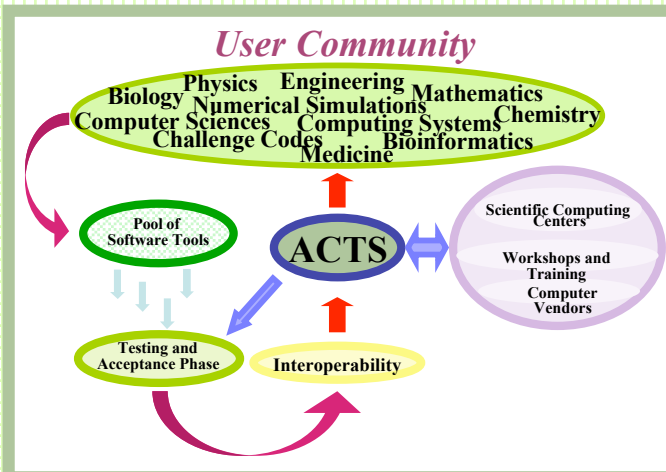 User Community
Physics Engineering
Biology Mathematics
Numerical Simulations Chemistry
Computer Sciences Computing Systems
Challenge Codes Bioinformatics
Medicine
Pool of
Software Tools
ACTS
Scientific Computing
Centers
Workshops and
Training
Computer
Vendors
Testing and
Acceptance Phase
Interoperability